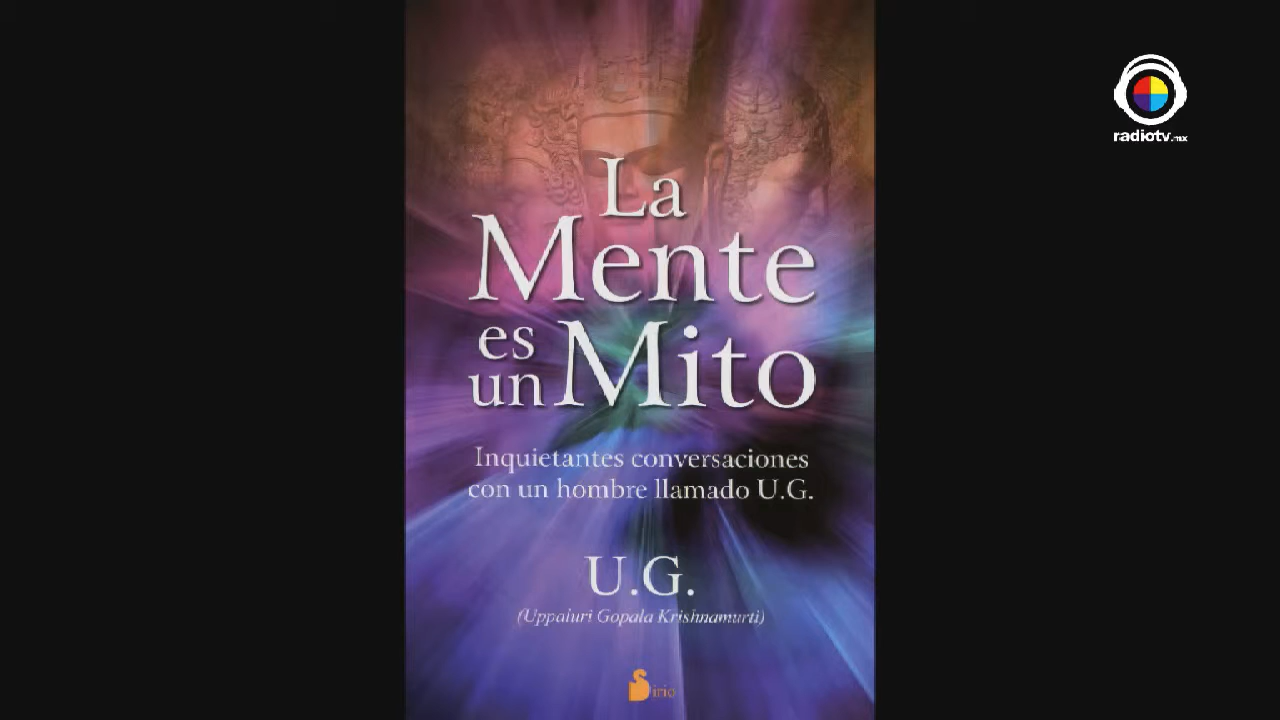 La
Mente
es
un Mito
Inquietantes conversaciones
con un hombre llamado U.G.
U.G.
(Uppaluri Gopala Krishnamurti)
Sirio
radiotv.mx